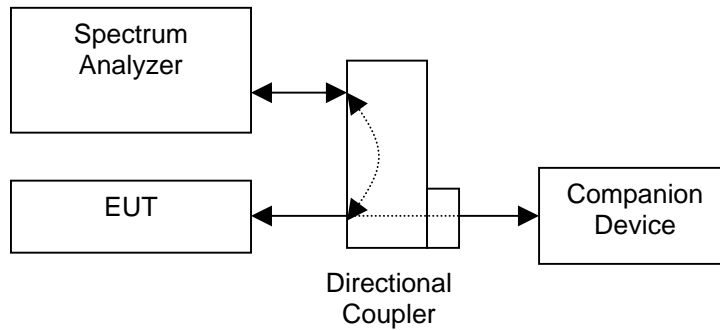 Spectrum
Analyzer
EUT
Companion
Device
Directional
Coupler